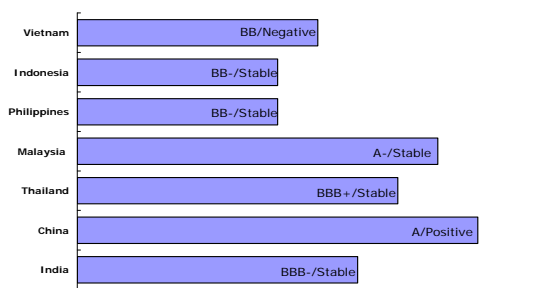 Vietnam BB/Negative
Indonesia BB-/Stable
Philippines BB-/Stable
Malaysia A-/Stable
Thailand BBB+/Stable
China A/Positive
India BBB-/Stable